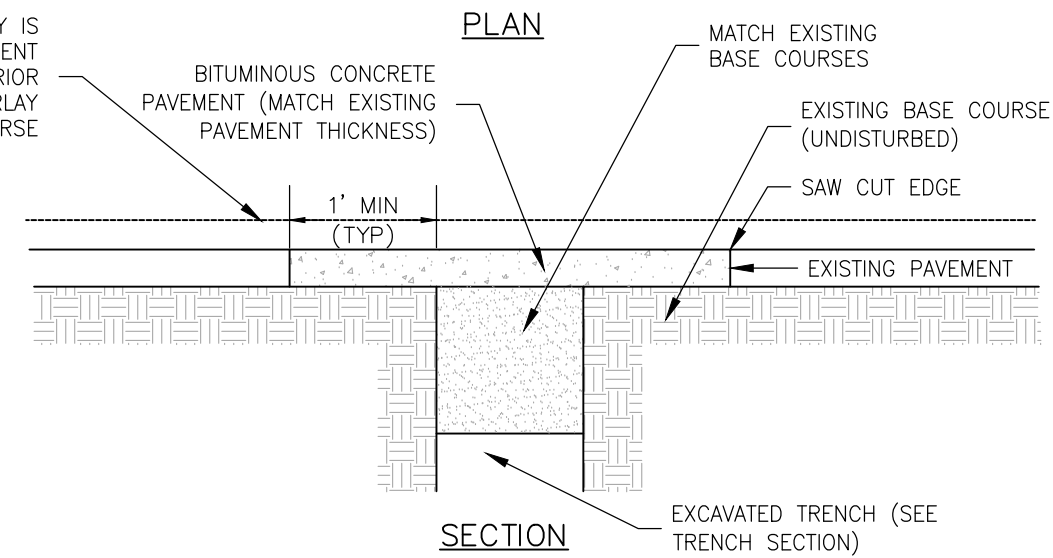 PLAN
IS
ENT
RIOR
RLAY
RSE
BITUMINOUS CONCRETE
PAVEMENT (MATCH EXISTING
PAVEMENT THICKNESS)
MATCH EXISTING
BASE COURSES
EXISTING BASE COURSE
(UNDISTURBED)
SAW CUT EDGE
1' MIN
(TYP)
EXISTING PAVEMENT
EXCAVATED TRENCH (SEE
TRENCH SECTION)
SECTION